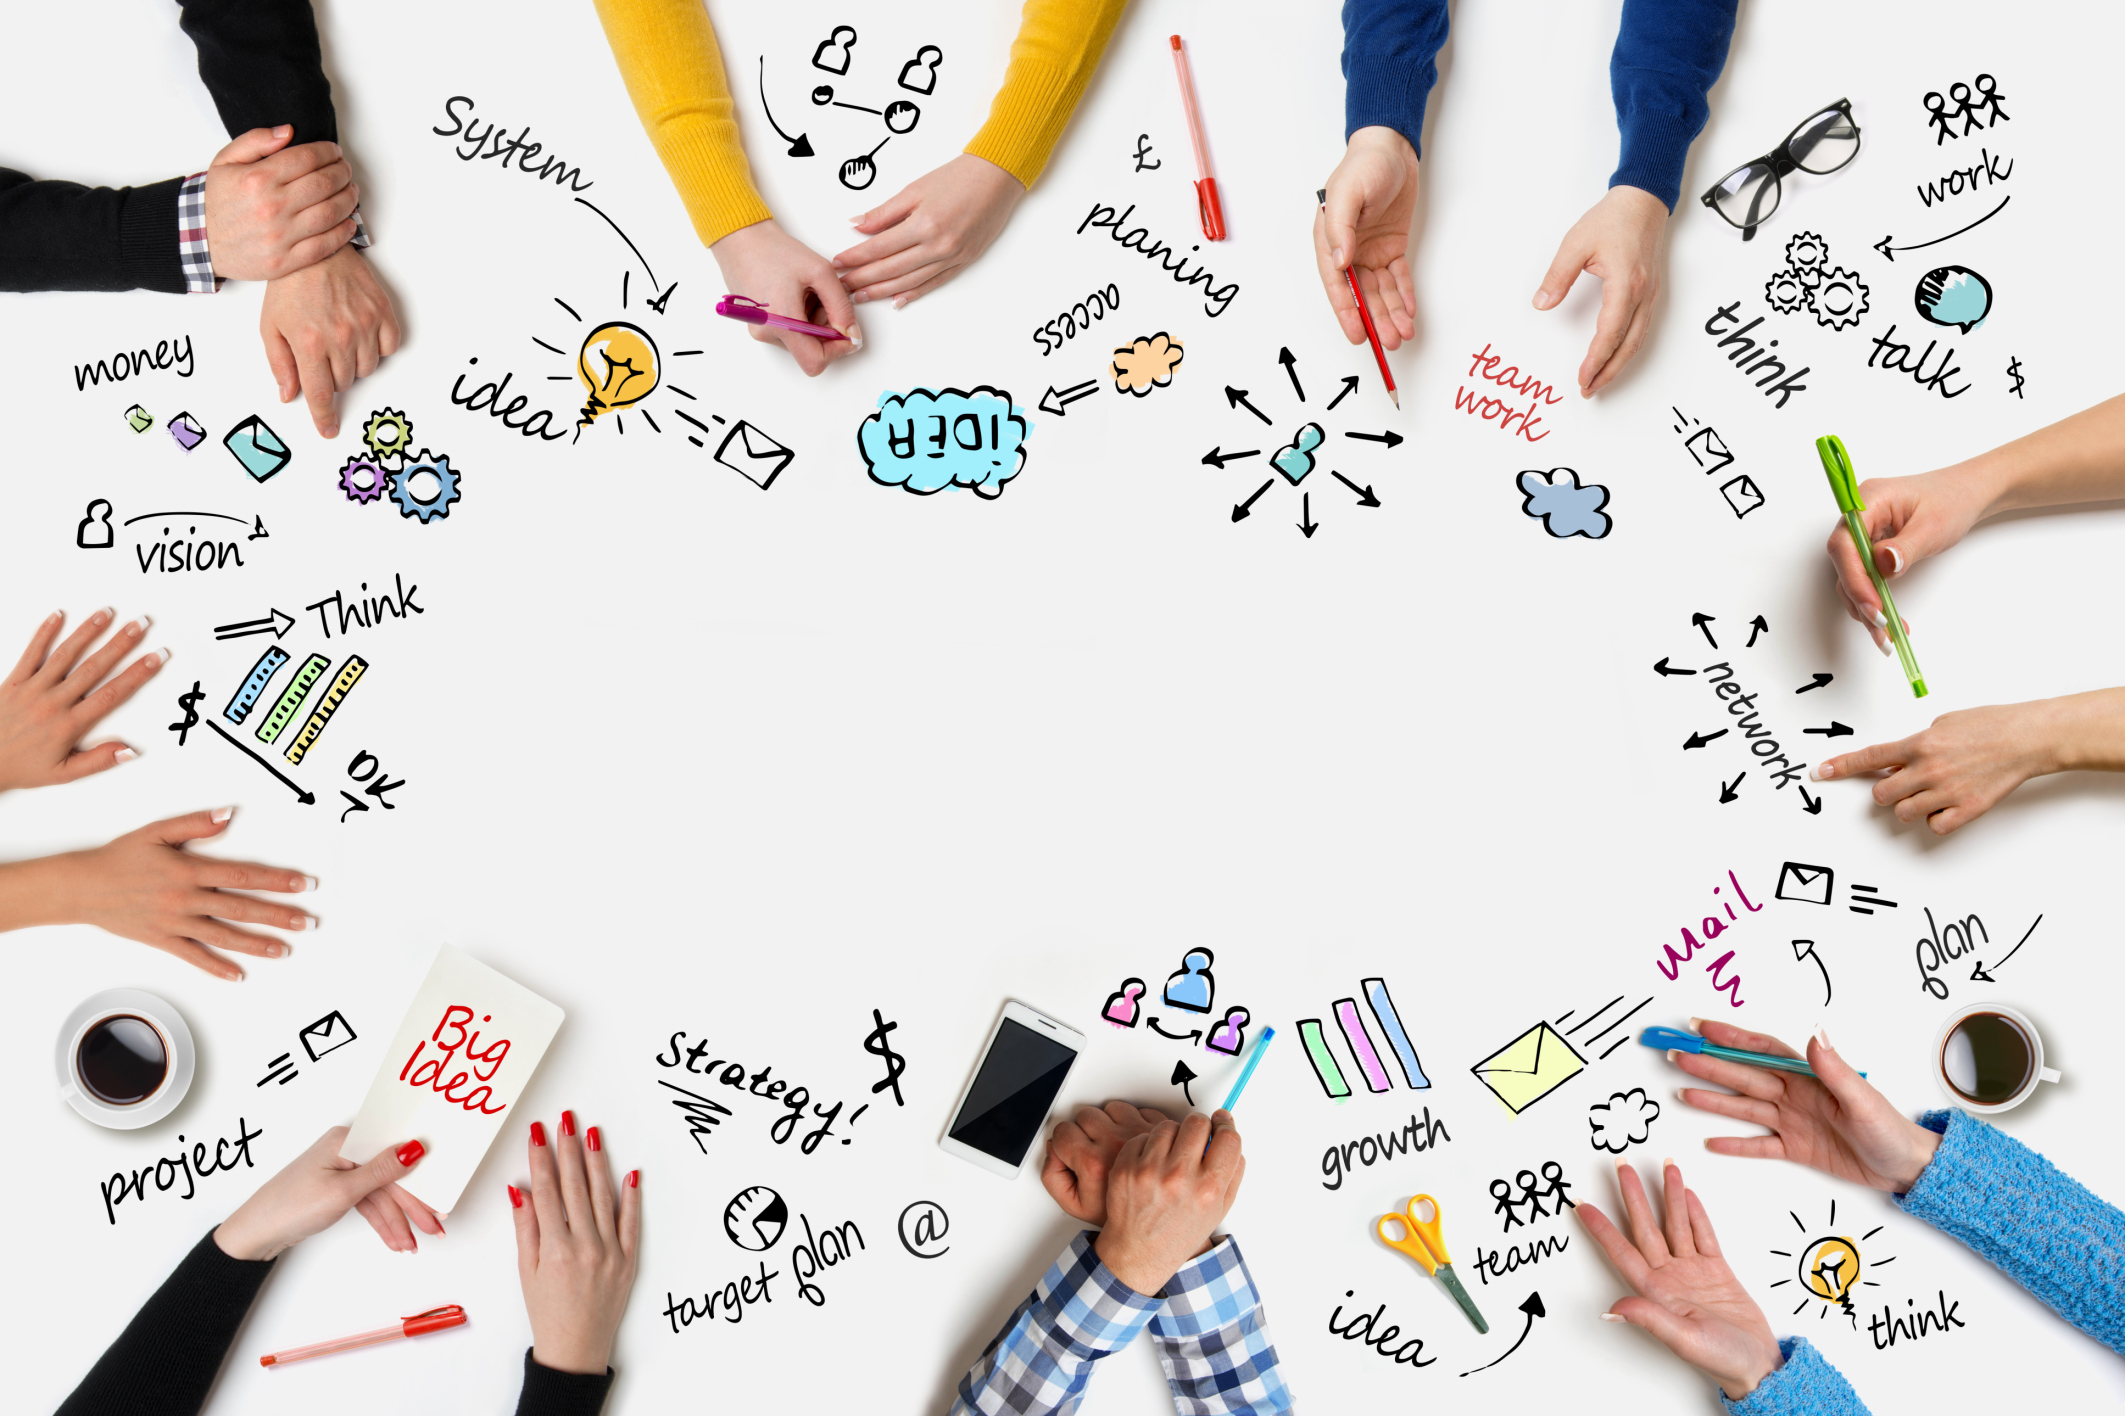 System
£
planing
work
access
think
talk
$
money
idea
IDEA
team
work
vision
Think
$
OK
network
Mail
plan
Big
Idea
strategy!
$
project
growth
target plan
@
team
idea
think